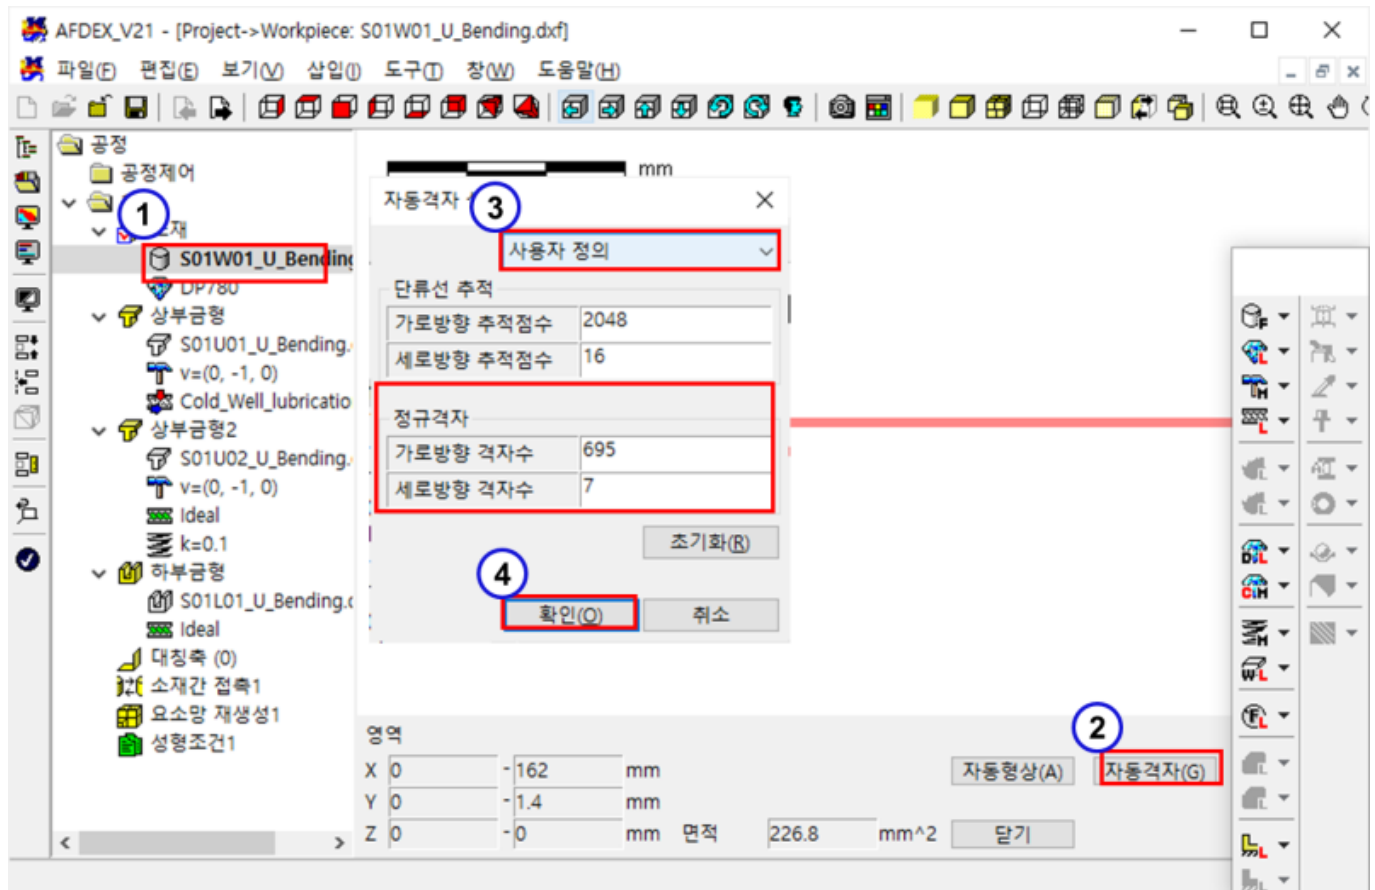 AFDEX_V21 - [Project->Workpiece: S01W01_U_Bending.dxf]
파일(F) 편집(E) 보기(V) 삽입(I) 도구(T) 창(W) 도움말(H)
공정
공정제어
1
재
S01W01_U_Bending
DP780
상부금형
S01U01_U_Bending.
v=(0, -1, 0)
Cold_Well_lubricatio
상부금형2
S01U02_U_Bending.
v=(0, -1, 0)
Ideal
k=0.1
하부금형
S01L01_U_Bending.
Ideal
대칭축 (0)
소재간 접촉1
요소망 재생성1
성형조건1
mm
자동격자
3
사용자 정의
단류선 추적
가로방향 추적점수 2048
세로방향 추적점수 16
정규격자
가로방향 격자수 695
세로방향 격자수 7
초기화(R)
4
확인(O) 취소
영역
X 0 - 162 mm
Y 0 - 1.4 mm
Z 0 - 0 mm 면적 226.8 mm^2
2
자동형상(A) 자동격자(G)
닫기